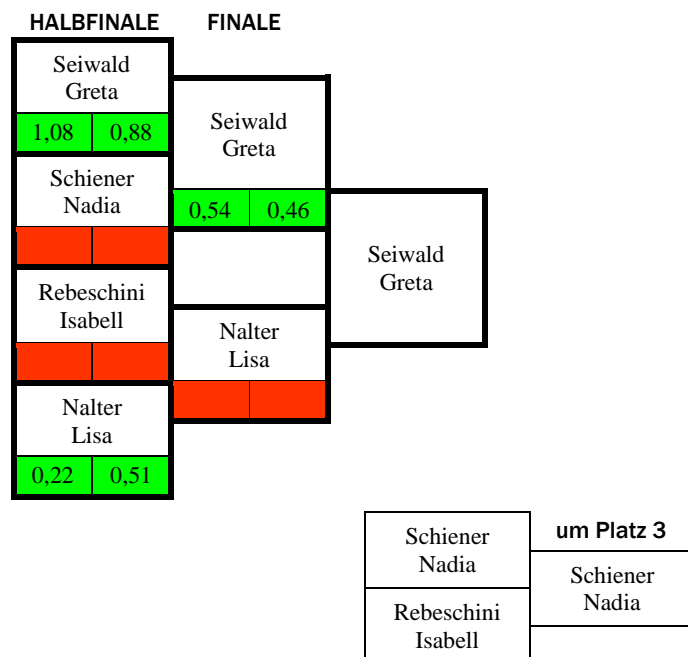 HALBFINALE FINALE
Seiwald
Greta
1,08 0,88
Schiener
Nadia
Rebeschini
Isabell
Nalter
Lisa
0,22 0,51
Seiwald
Greta
0,54 0,46
Nalter
Lisa
Seiwald
Greta
um Platz 3
Schiener
Nadia
Rebeschini
Isabell
Schiener
Nadia